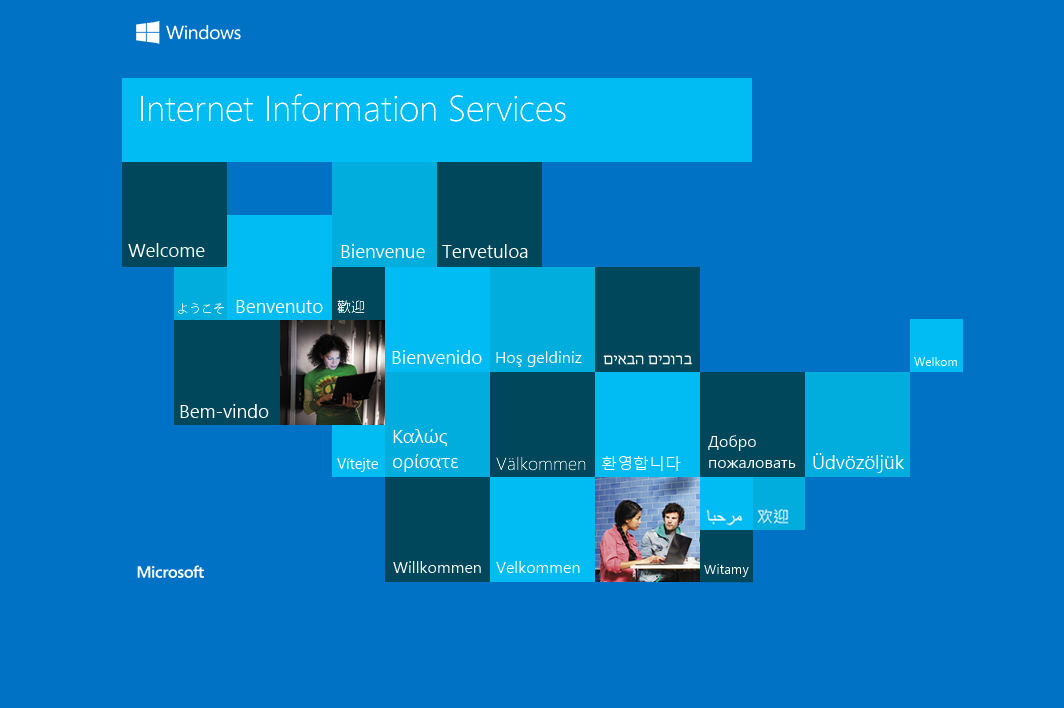 Windows
Internet Information Services
Welcome
Bienvenue
Tervetuloa
ようこそ
Benvenuto
歡迎
Bienvenido
Hoş geldiniz
ברוכים הבאים
Welkom
Bem-vindo
Vítejte
Καλώς
ορίσατε
Välkommen
환영합니다
Добро
пожаловать
Üdvözöljük
Willkommen
Velkommen
مرحبا
欢迎
Witamy
Microsoft